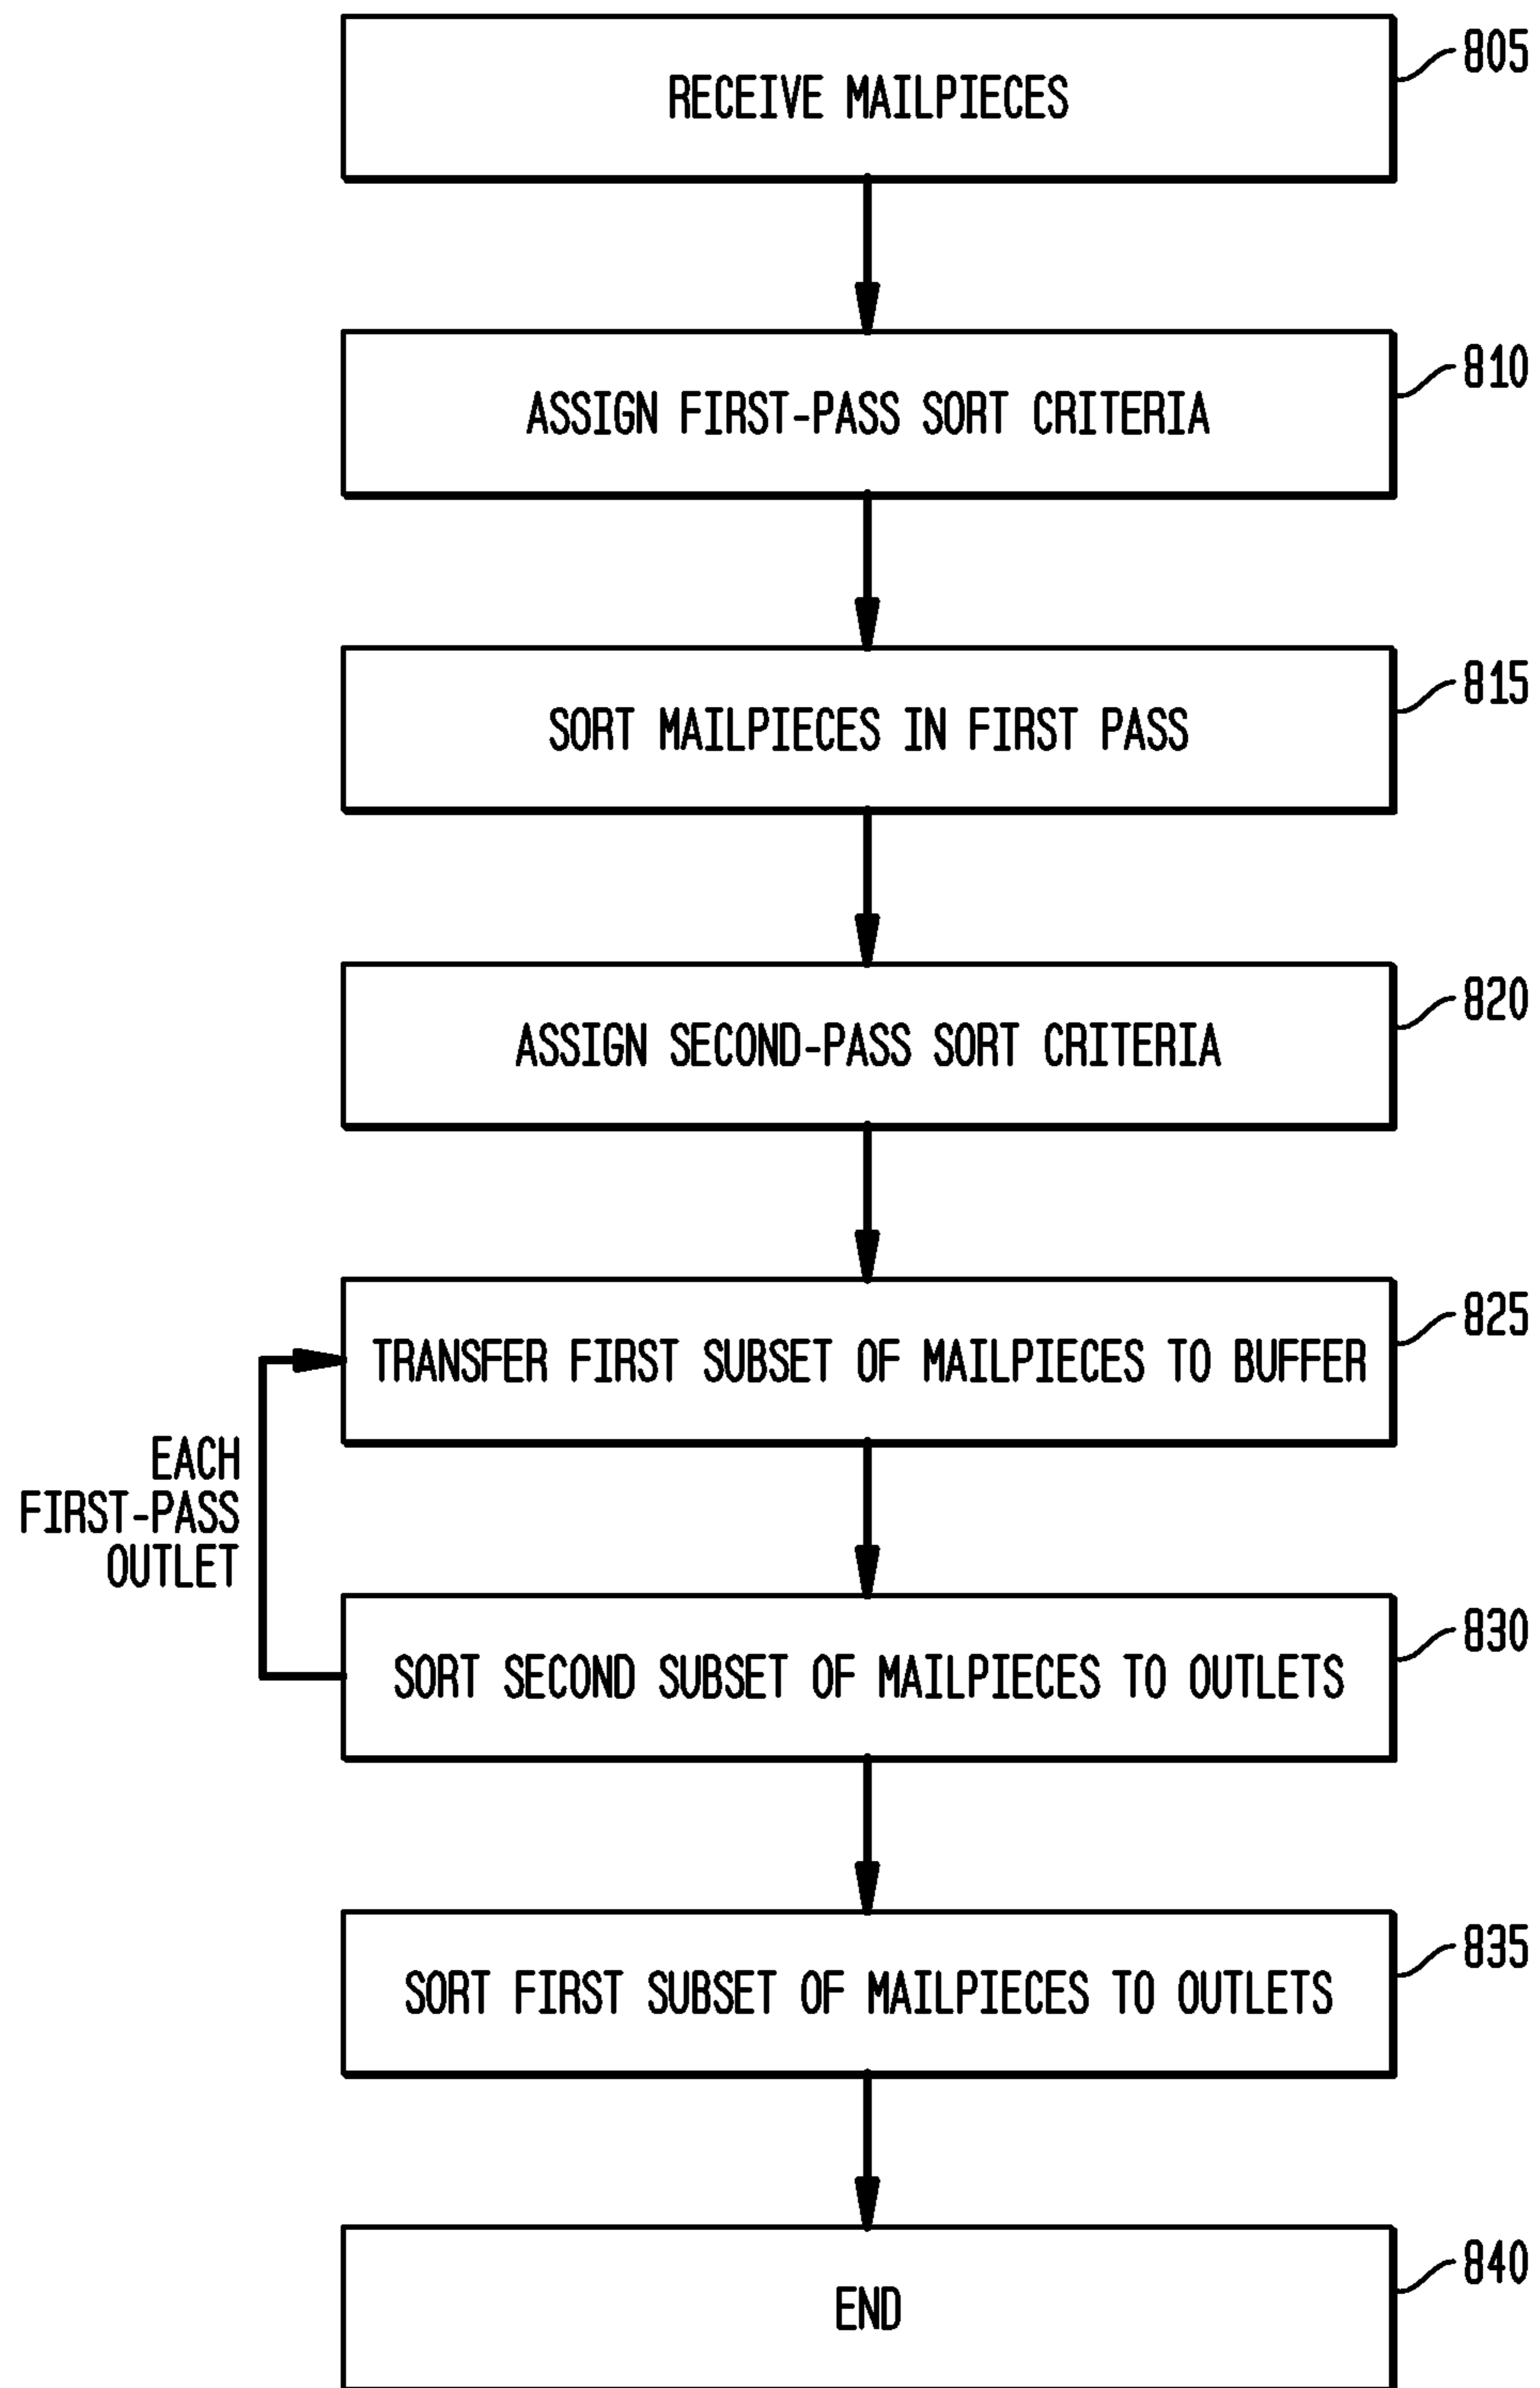 RECEIVE MAILPIECES
805
ASSIGN FIRST-PASS SORT CRITERIA
810
SORT MAILPIECES IN FIRST PASS
815
ASSIGN SECOND-PASS SORT CRITERIA
820
TRANSFER FIRST SUBSET OF MAILPIECES TO BUFFER
825
EACH
FIRST-PASS
OUTLET
SORT SECOND SUBSET OF MAILPIECES TO OUTLETS
830
SORT FIRST SUBSET OF MAILPIECES TO OUTLETS
835
END
840